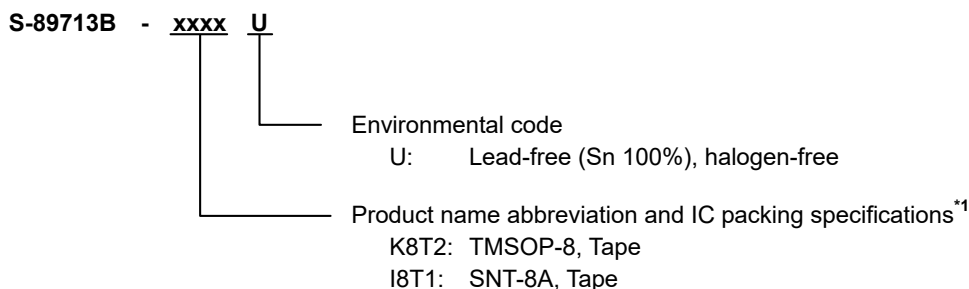 S-89713B - xxxx U
Environmental code
U: Lead-free (Sn 100%), halogen-free
Product name abbreviation and IC packing specifications*1
K8T2: TMSOP-8, Tape
I8T1: SNT-8A, Tape